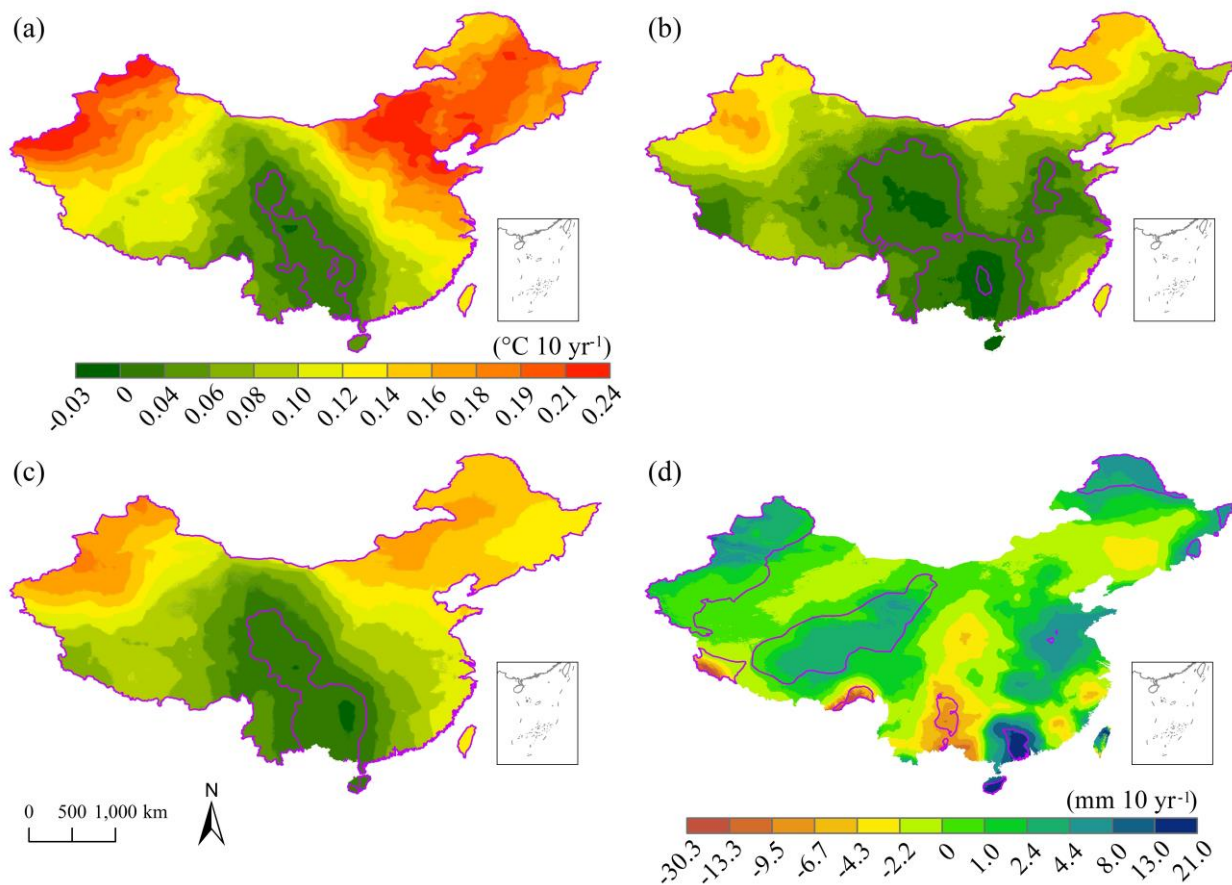 (a)
(b)
(°C 10 yr⁻¹)
-0.03 0 0.04 0.06 0.08 0.10 0.12 0.14 0.16 0.18 0.19 0.21 0.24
(c)
(d)
N
0 500 1,000 km
(mm 10 yr⁻¹)
-30.3 -13.3 -9.5 -6.7 -4.3 -2.2 0 1.0 2.4 4.4 8.0 13.0 21.0